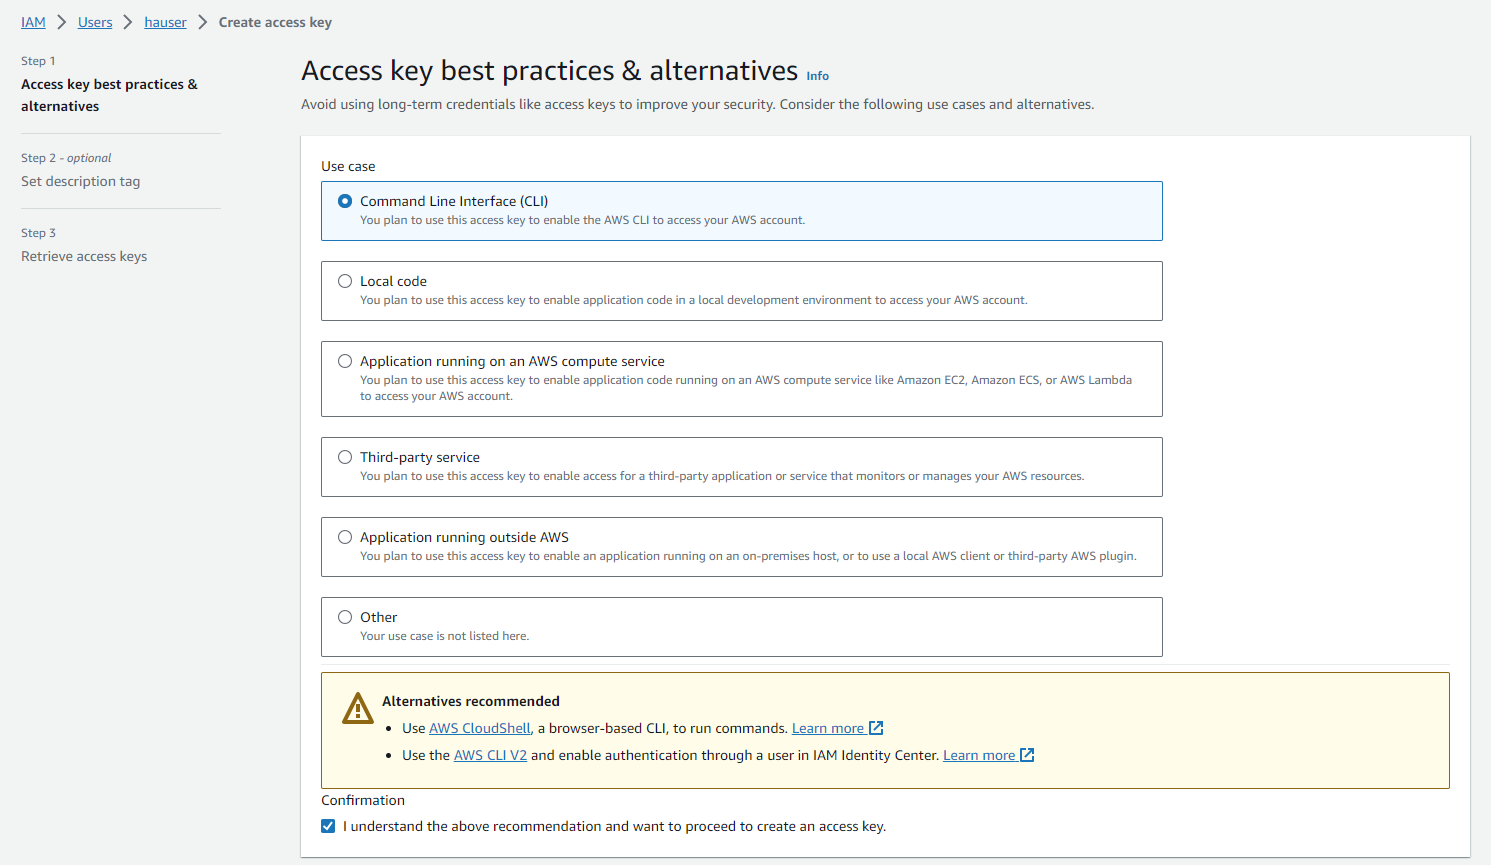 IAM > Users > hauser > Create access key
Step 1
Access key best practices &
alternatives
Step 2 - optional
Set description tag
Step 3
Retrieve access keys
Access key best practices & alternatives Info
Avoid using long-term credentials like access keys to improve your security. Consider the following use cases and alternatives.
Use case
Command Line Interface (CLI)
You plan to use this access key to enable the AWS CLI to access your AWS account.
Local code
You plan to use this access key to enable application code in a local development environment to access your AWS account.
Application running on an AWS compute service
You plan to use this access key to enable application code running on an AWS compute service like Amazon EC2, Amazon ECS, or AWS Lambda
to access your AWS account.
Third-party service
You plan to use this access key to enable access for a third-party application or service that monitors or manages your AWS resources.
Application running outside AWS
You plan to use this access key to enable an application running on an on-premises host, or to use a local AWS client or third-party AWS plugin.
Other
Your use case is not listed here.
Alternatives recommended
• Use AWS CloudShell, a browser-based CLI, to run commands. Learn more
• Use the AWS CLI V2 and enable authentication through a user in IAM Identity Center. Learn more
Confirmation
I understand the above recommendation and want to proceed to create an access key.